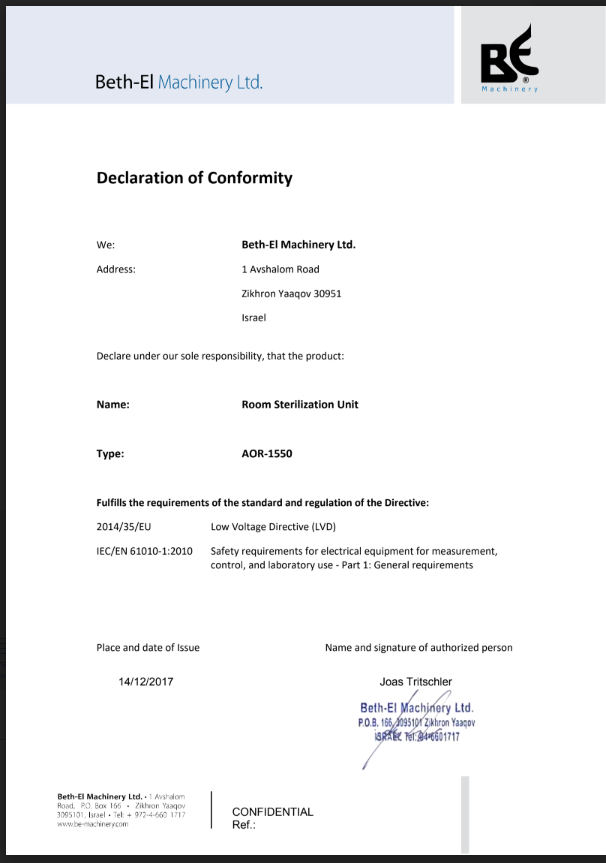 Beth-El Machinery Ltd.
BE®
Machinery
Declaration of Conformity
We: Beth-El Machinery Ltd.
Address: 1 Avshalom Road
Zikhron Yaaqov 30951
Israel
Declare under our sole responsibility, that the product:
Name: Room Sterilization Unit
Type: AOR-1550
Fulfills the requirements of the standard and regulation of the Directive:
2014/35/EU Low Voltage Directive (LVD)
IEC/EN 61010-1:2010 Safety requirements for electrical equipment for measurement,
control, and laboratory use - Part 1: General requirements
Place and date of Issue Name and signature of authorized person
14/12/2017 Joas Tritschler
Beth-El Machinery Ltd.
P.O.B. 166, 3095101 Zikhron Yaaqov
ISRAEL Tel: 04-6601717
Beth-El Machinery Ltd. • 1 Avshalom
Road, P.O. Box 166 • Zikhron Yaaqov
3095101, Israel • Tel: + 972-4-660 1717
www.be-machinery.com
CONFIDENTIAL
Ref.: